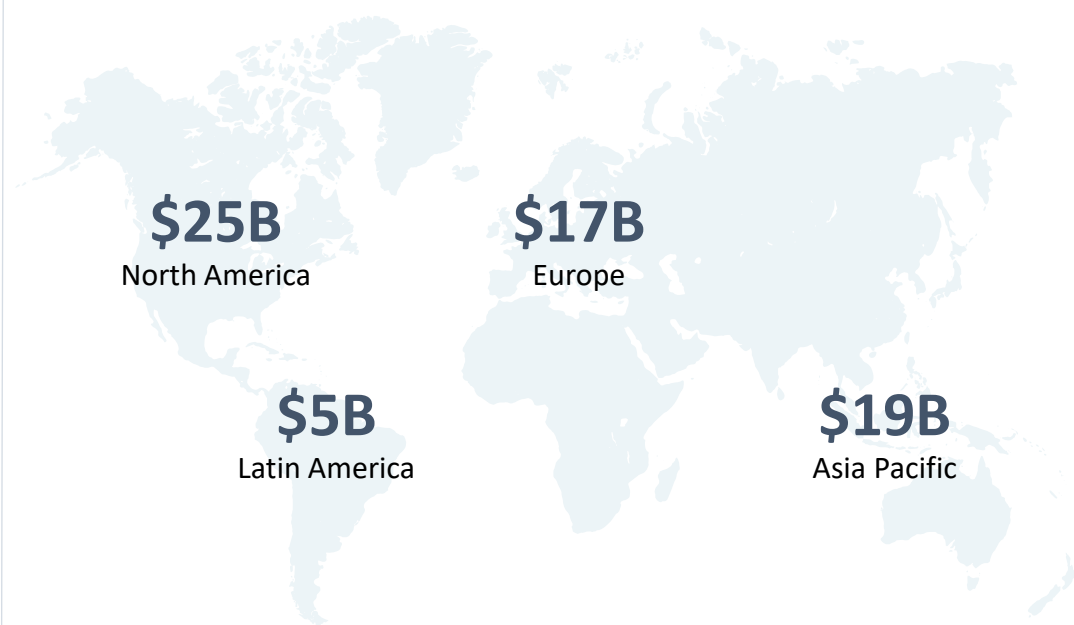 $25B
North America
$17B
Europe
$5B
Latin America
$19B
Asia Pacific